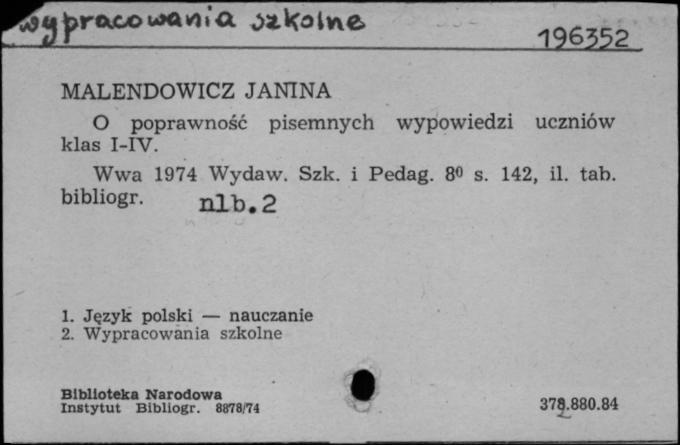 wypracowania szkolne
196352
MALENDOWICZ JANINA
O poprawność pisemnych wypowiedzi uczniów
klas I-IV.
Wwa 1974 Wydaw. Szk. i Pedag. 8⁰ s. 142, il. tab.
bibliogr. nlb.2
1. Język polski — nauczanie
2. Wypracowania szkolne
Biblioteka Narodowa
Instytut Bibliogr. 8878/74
372.880.84